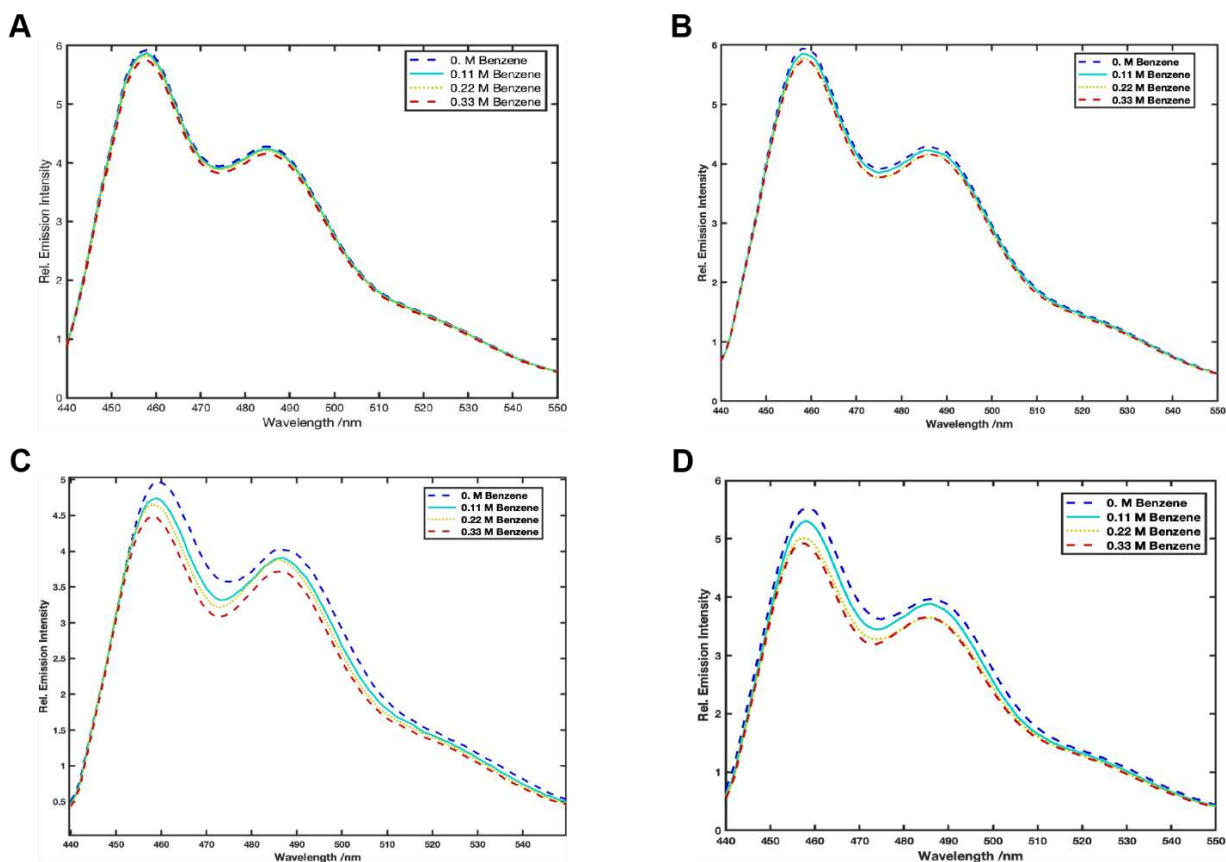 A
Rel. Emission Intensity
6
5
4
3
2
1
0
0. M Benzene
0.11 M Benzene
0.22 M Benzene
0.33 M Benzene
440 450 460 470 480 490 500 510 520 530 540 550
Wavelength /nm
B
Rel. Emission Intensity
6
5
4
3
2
1
0
0. M Benzene
0.11 M Benzene
0.22 M Benzene
0.33 M Benzene
440 450 460 470 480 490 500 510 520 530 540 550
Wavelength /nm
C
Rel. Emission Intensity
5
4.5
4
3.5
3
2.5
2
1.5
1
0.5
0. M Benzene
0.11 M Benzene
0.22 M Benzene
0.33 M Benzene
440 450 460 470 480 490 500 510 520 530 540
Wavelength /nm
D
Rel. Emission Intensity
6
5
4
3
2
1
0
0. M Benzene
0.11 M Benzene
0.22 M Benzene
0.33 M Benzene
440 450 460 470 480 490 500 510 520 530 540 550
Wavelength /nm